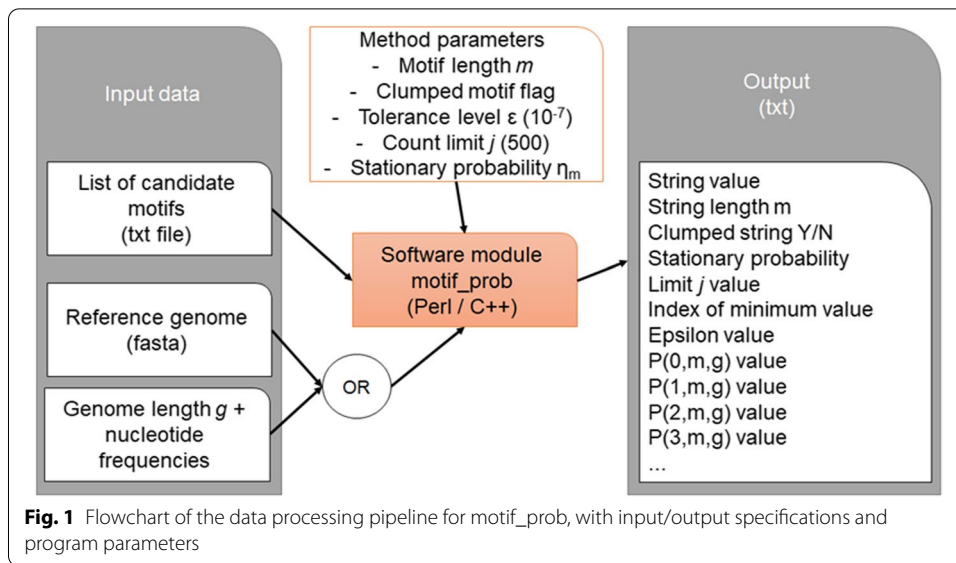 Input data
List of candidate
motifs
(txt file)
Reference genome
(fasta)
Genome length g +
nucleotide
frequencies
Method parameters
- Motif length m
- Clumped motif flag
- Tolerance level ε (10⁻⁷)
- Count limit j (500)
- Stationary probability ηₘ
Software module
motif_prob
(Perl / C++)
OR
Output
(txt)
String value
String length m
Clumped string Y/N
Stationary probability
Limit j value
Index of minimum value
Epsilon value
P(0,m,g) value
P(1,m,g) value
P(2,m,g) value
P(3,m,g) value
...
Fig. 1 Flowchart of the data processing pipeline for motif_prob, with input/output specifications and
program parameters